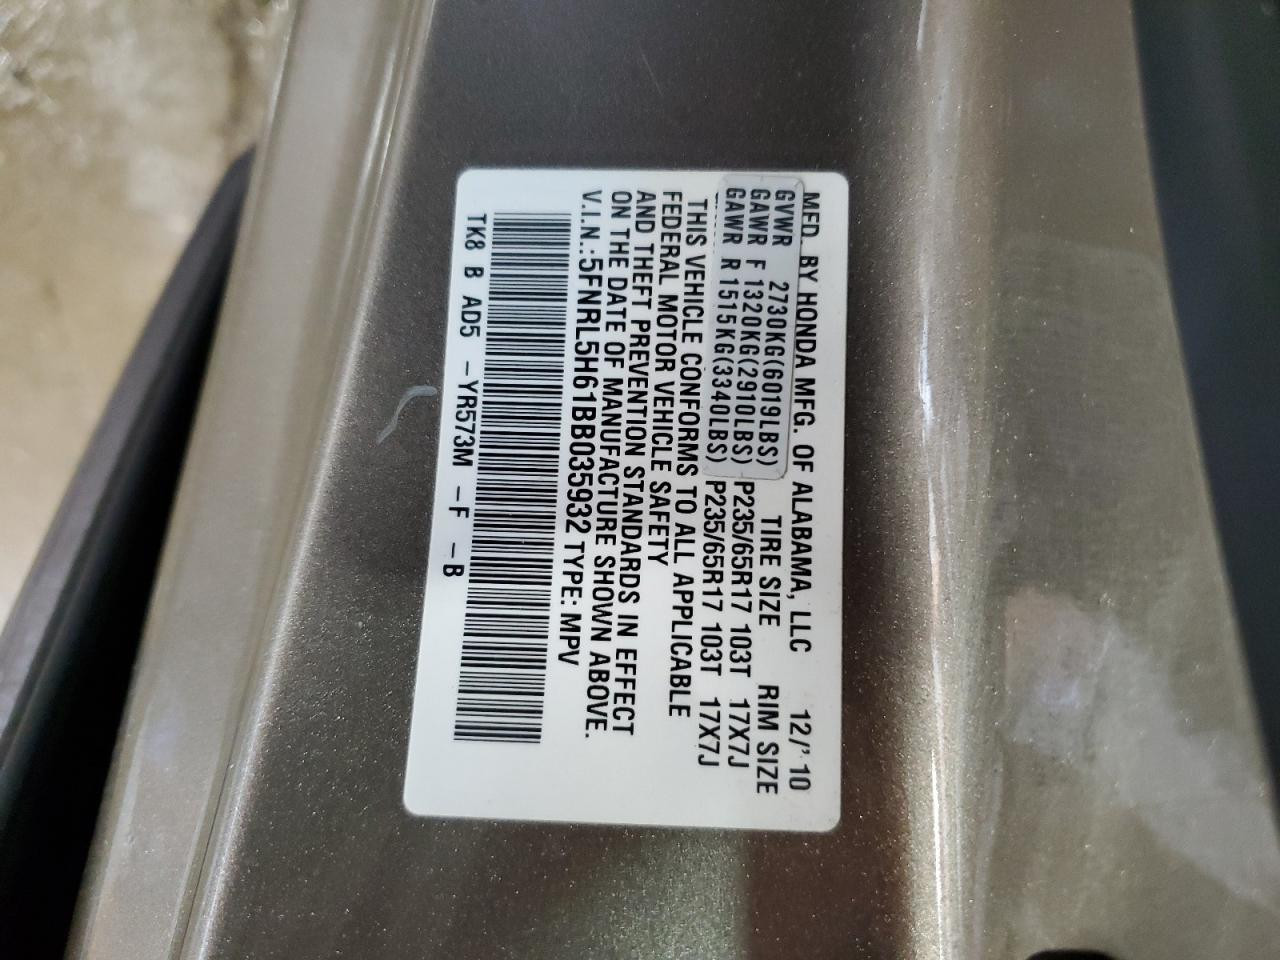 MFD. BY HONDA MFG. OF ALABAMA, LLC 12/'10
GVWR 2730KG(6019LBS) TIRE SIZE RIM SIZE
GAWR F 1320KG(2910LBS) P235/65R17 103T 17X7J
GAWR R 1515KG(3340LBS) P235/65R17 103T 17X7J
THIS VEHICLE CONFORMS TO ALL APPLICABLE
FEDERAL MOTOR VEHICLE SAFETY
AND THEFT PREVENTION STANDARDS IN EFFECT
ON THE DATE OF MANUFACTURE SHOWN ABOVE.
V.I.N.:5FNRL5H61BB035932 TYPE: MPV
TK8 B AD5 -YR573M -F -B